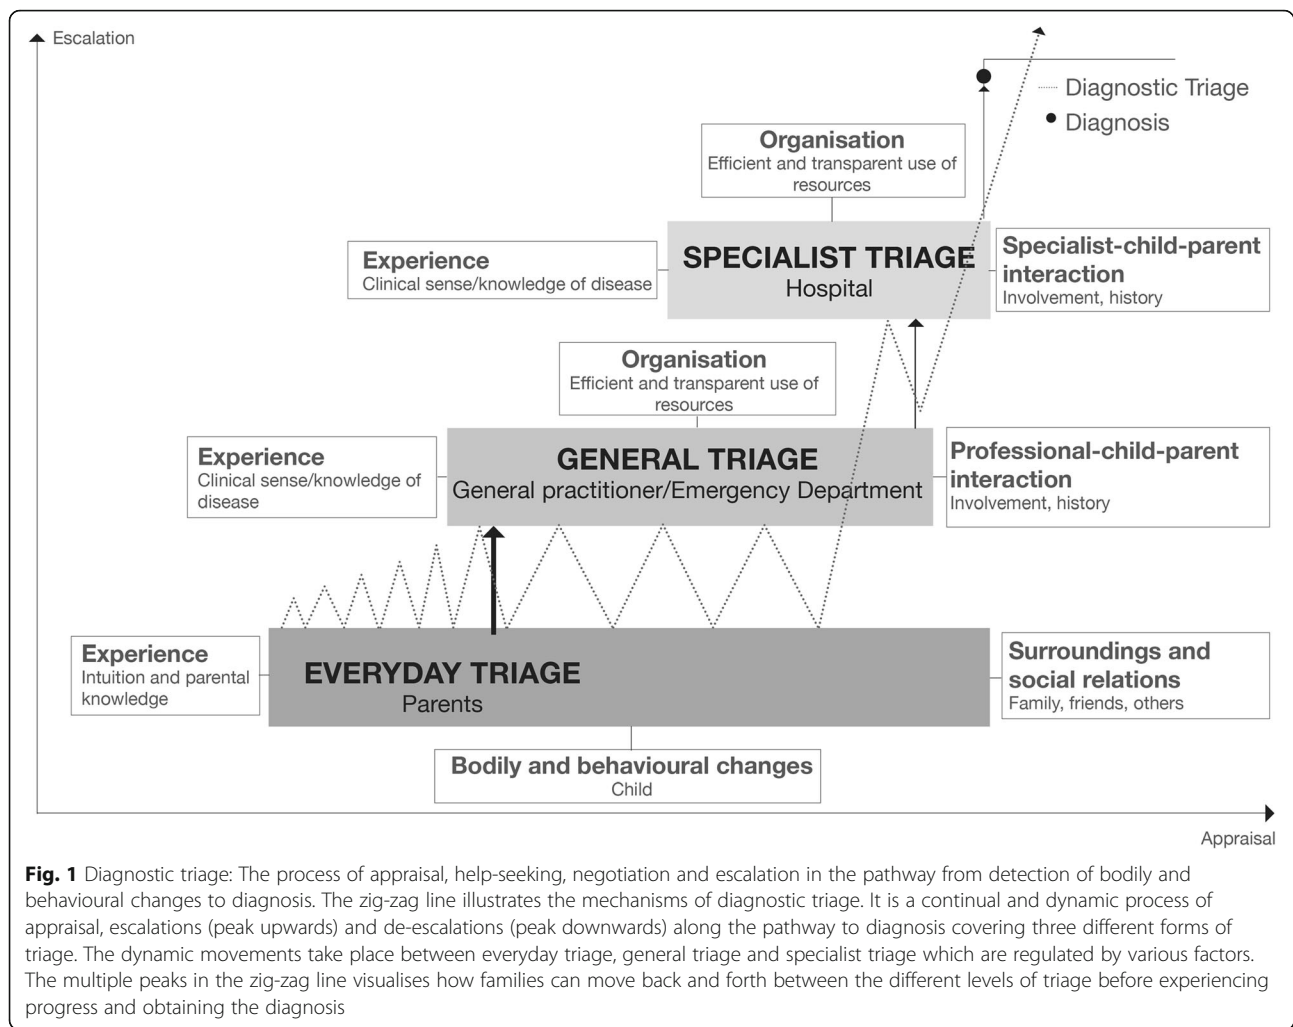 Escalation
Diagnostic Triage
Diagnosis
Organisation
Efficient and transparent use of
resources
Experience
Clinical sense/knowledge of disease
SPECIALIST TRIAGE
Hospital
Specialist-child-parent
interaction
Involvement, history
Organisation
Efficient and transparent use of
resources
Experience
Clinical sense/knowledge of
disease
GENERAL TRIAGE
General practitioner/Emergency Department
Professional-child-parent
interaction
Involvement, history
Experience
Intuition and parental
knowledge
EVERYDAY TRIAGE
Parents
Surroundings and
social relations
Family, friends, others
Bodily and behavioural changes
Child
Appraisal
Fig. 1 Diagnostic triage: The process of appraisal, help-seeking, negotiation and escalation in the pathway from detection of bodily and
behavioural changes to diagnosis. The zig-zag line illustrates the mechanisms of diagnostic triage. It is a continual and dynamic process of
appraisal, escalations (peak upwards) and de-escalations (peak downwards) along the pathway to diagnosis covering three different forms of
triage. The dynamic movements take place between everyday triage, general triage and specialist triage which are regulated by various factors.
The multiple peaks in the zig-zag line visualises how families can move back and forth between the different levels of triage before experiencing
progress and obtaining the diagnosis